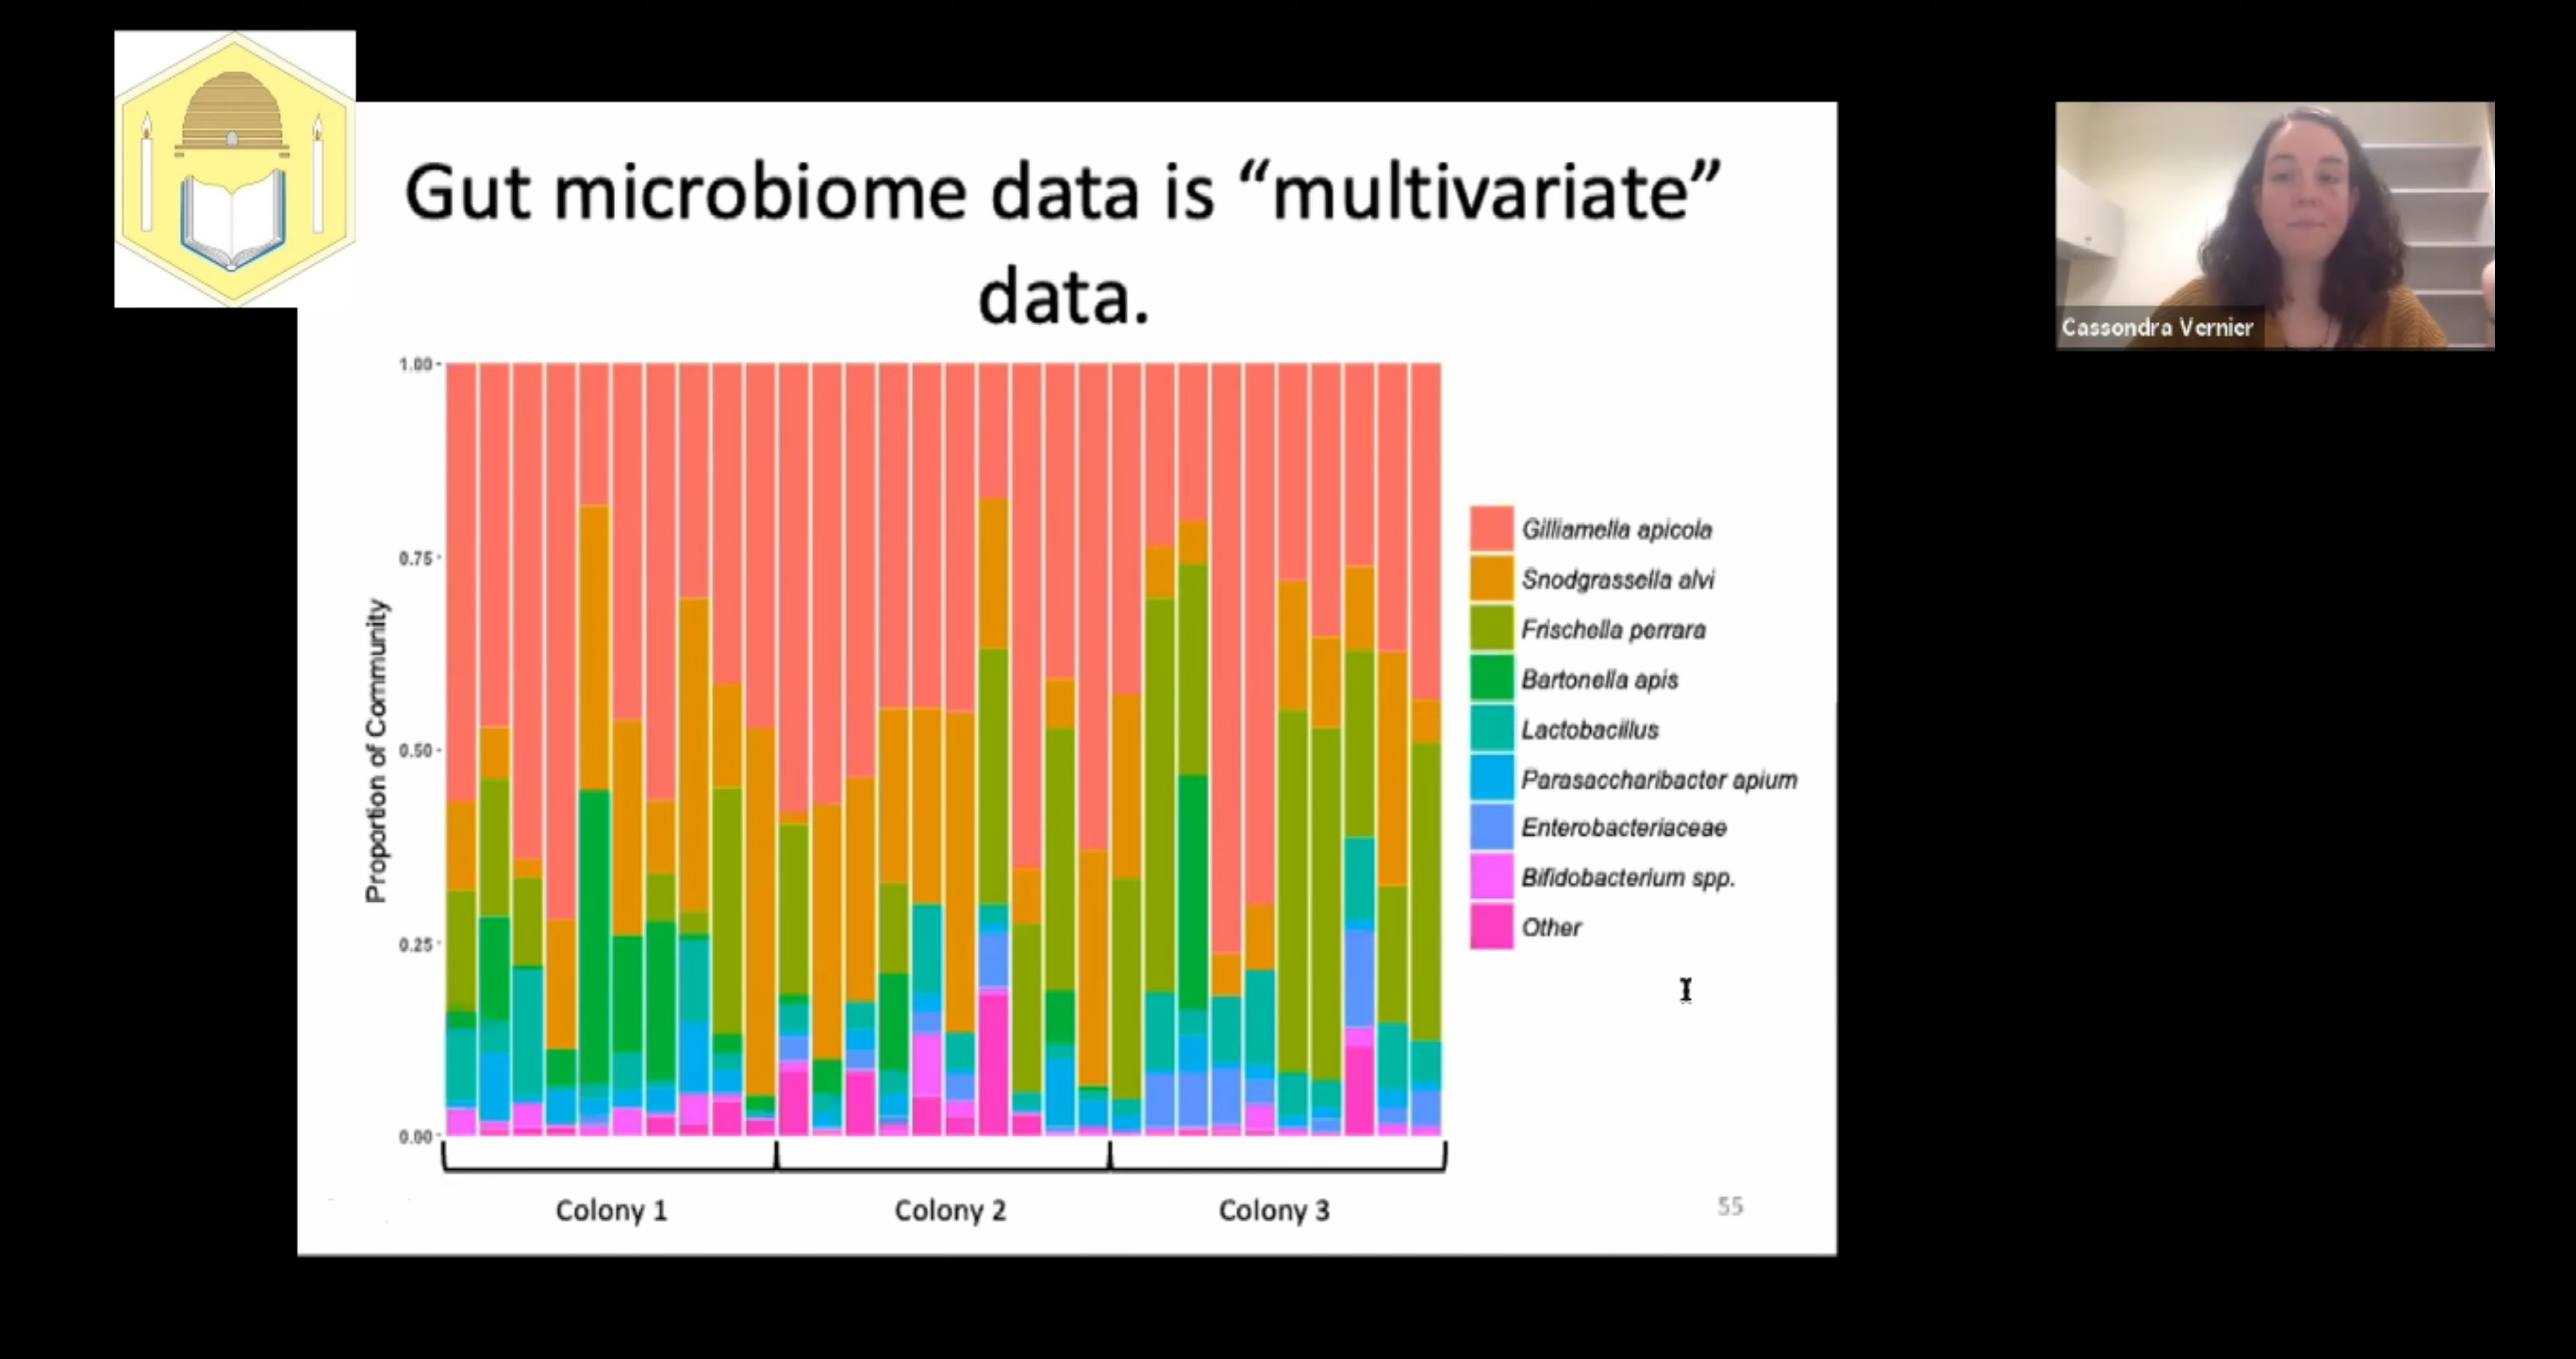 Gut microbiome data is “multivariate”
data.
Cassondra Vernier
1.00
0.75
0.50
0.25
0.00
Proportion of Community
Gilliamella apicola
Snodgrassella alvi
Frischella perrara
Bartonella apis
Lactobacillus
Parasaccharibacter apium
Enterobacteriaceae
Bifidobacterium spp.
Other
Colony 1
Colony 2
Colony 3
55